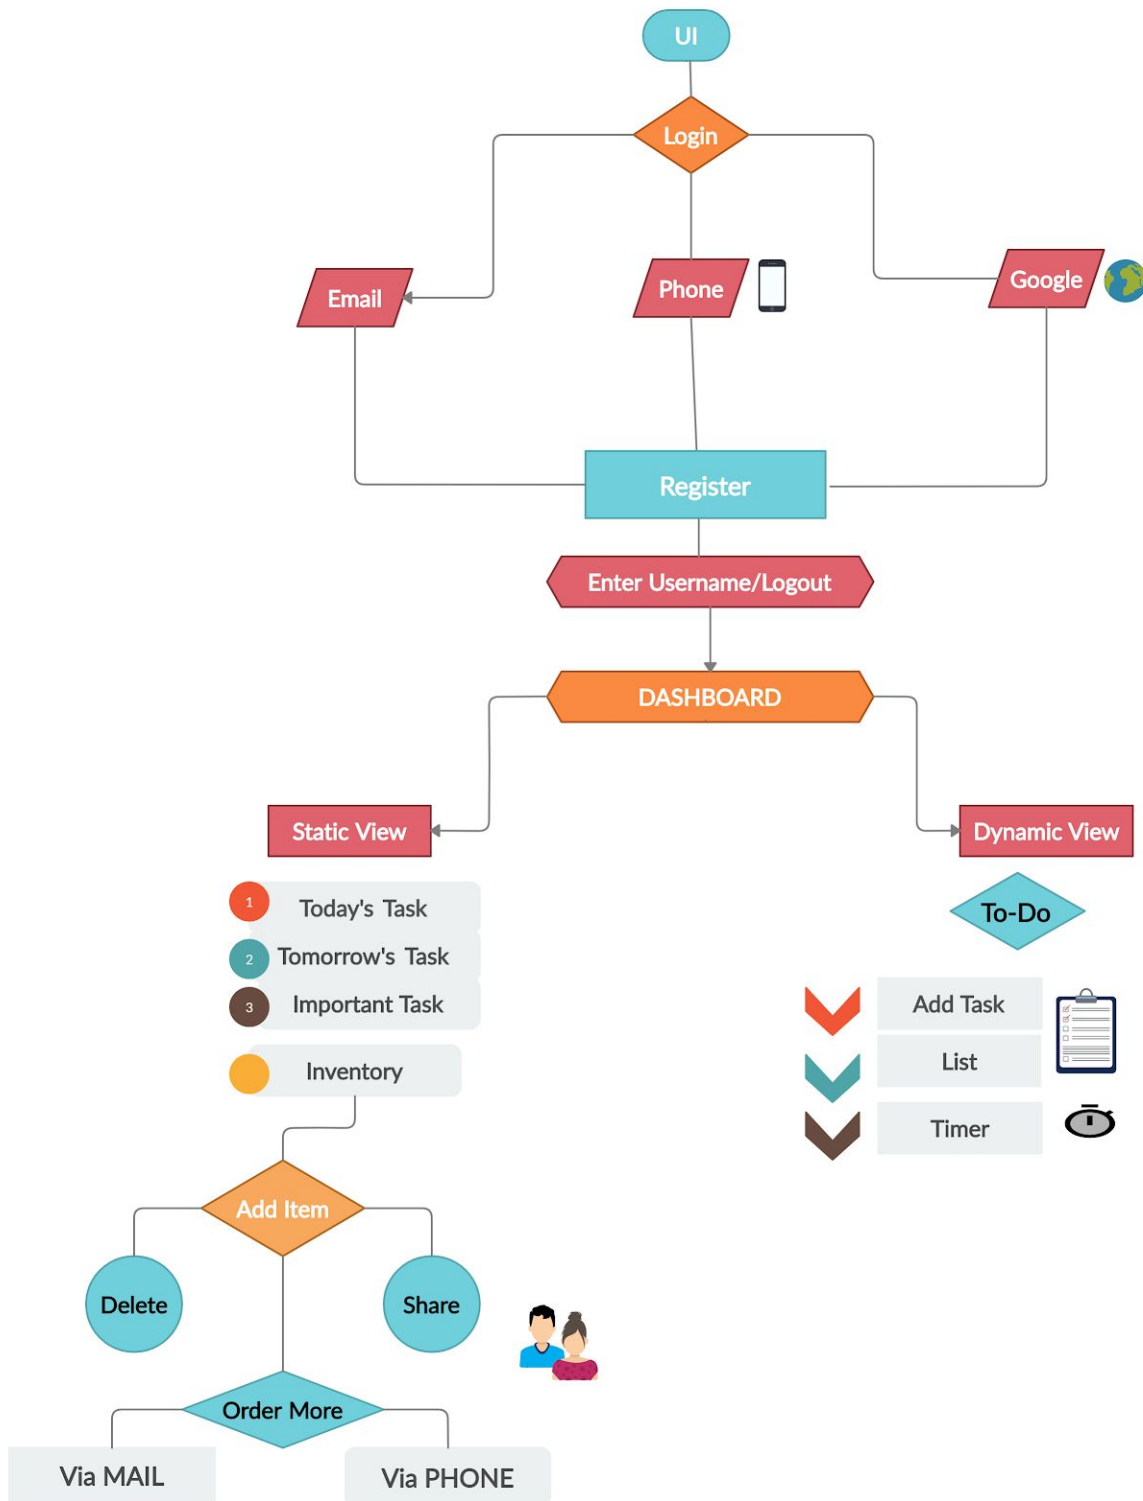 UI
Login
Email
Phone
Google
Register
Enter Username/Logout
DASHBOARD
Static View
Dynamic View
1
Today's Task
2
Tomorrow's Task
3
Important Task
Inventory
To-Do
Add Task
List
Timer
Add Item
Delete
Share
Order More
Via MAIL
Via PHONE